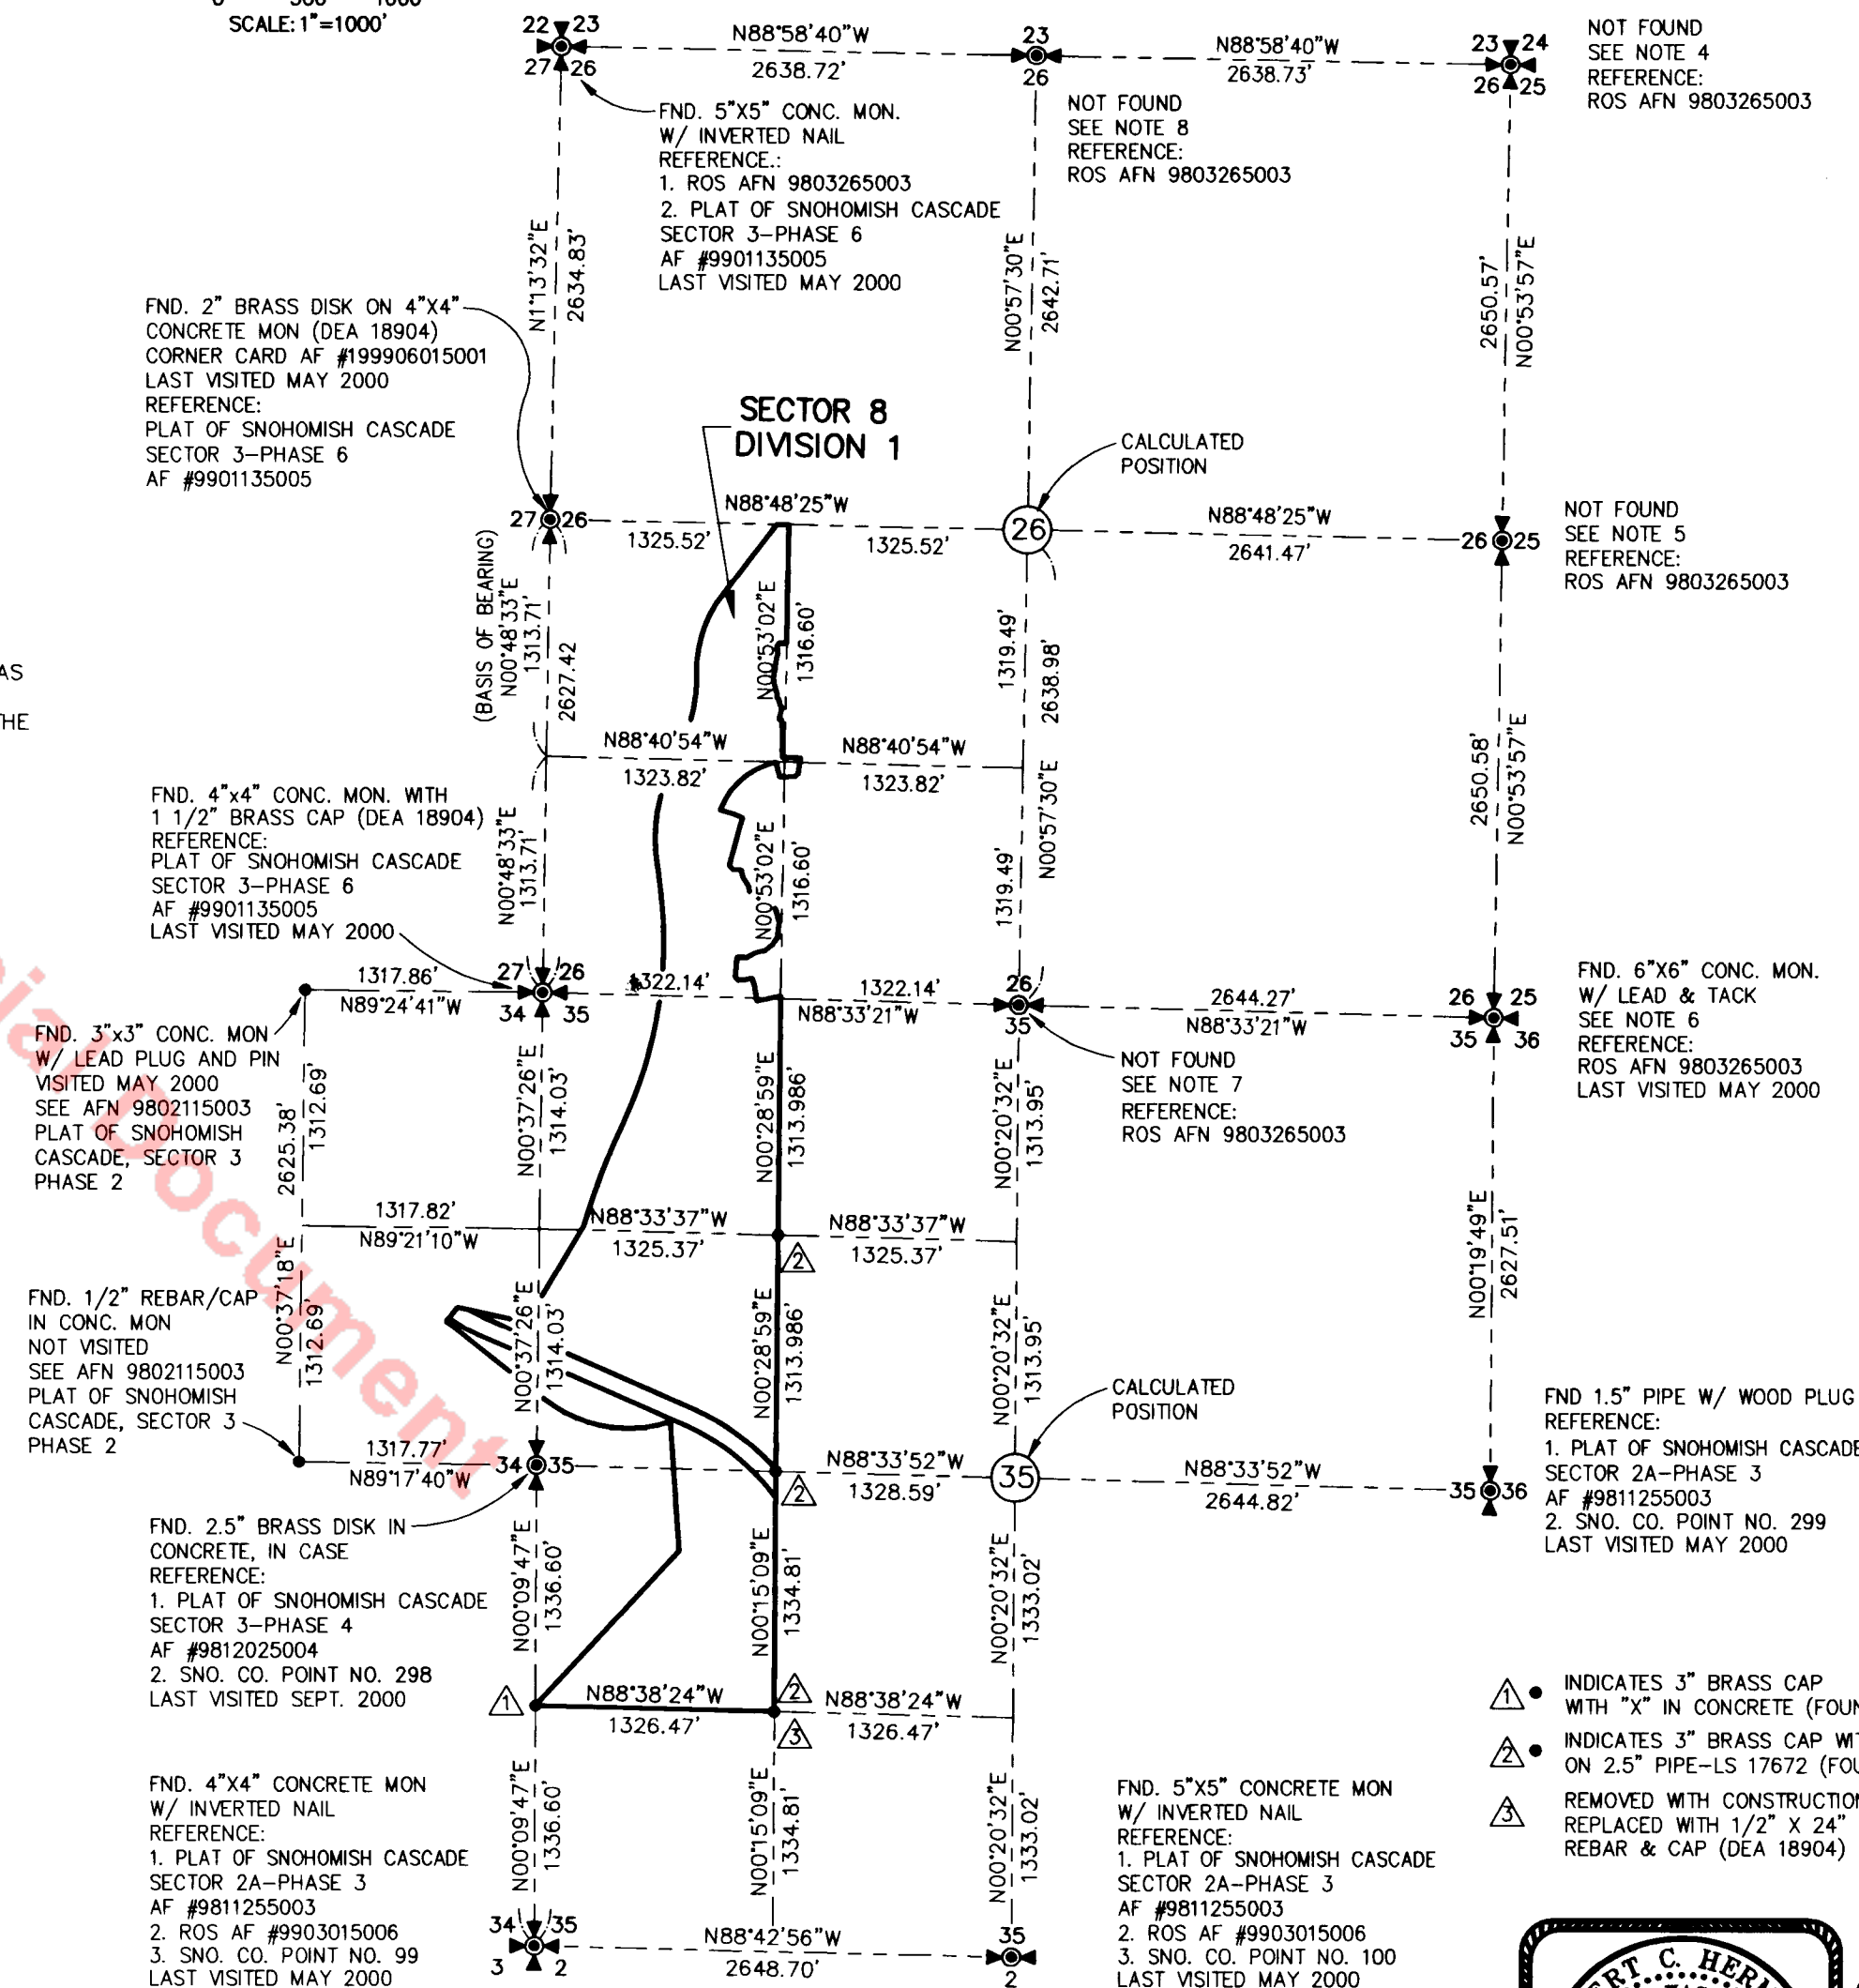 SCALE: 1"=1000'
22 23
27 26
N88°58'40"W
2638.72'
23
26
N88°58'40"W
2638.73'
23 24
26 25
NOT FOUND
SEE NOTE 4
REFERENCE:
ROS AFN 9803265003
FND. 5"X5" CONC. MON.
W/ INVERTED NAIL
REFERENCE.:
1. ROS AFN 9803265003
2. PLAT OF SNOHOMISH CASCADE
SECTOR 3-PHASE 6
AF #9901135005
LAST VISITED MAY 2000
NOT FOUND
SEE NOTE 8
REFERENCE:
ROS AFN 9803265003
N1°13'32"E
2634.83'
N00°57'30"E
2642.71'
2650.57'
N00°53'57"E
FND. 2" BRASS DISK ON 4"X4"
CONCRETE MON (DEA 18904)
CORNER CARD AF #199906015001
LAST VISITED MAY 2000
REFERENCE:
PLAT OF SNOHOMISH CASCADE
SECTOR 3-PHASE 6
AF #9901135005
SECTOR 8
DIVISION 1
CALCULATED
POSITION
27 26
N88°48'25"W
1325.52'
1325.52'
26
N88°48'25"W
2641.47'
26 25
NOT FOUND
SEE NOTE 5
REFERENCE:
ROS AFN 9803265003
(BASIS OF BEARING)
N00°48'33"E
1313.71'
2627.42
N00°53'02"E
1316.60'
1319.49'
2638.98'
AS
THE
N88°40'54"W
1323.82'
N88°40'54"W
1323.82'
N00°57'30"E
2650.58'
N00°53'57"E
FND. 4"x4" CONC. MON. WITH
1 1/2" BRASS CAP (DEA 18904)
REFERENCE:
PLAT OF SNOHOMISH CASCADE
SECTOR 3-PHASE 6
AF #9901135005
LAST VISITED MAY 2000
N00°48'33"E
1313.71'
N00°53'02"E
1316.60'
1319.49'
1317.86'
N89°24'41"W
27 26
34 35
1322.14'
1322.14'
N88°33'21"W
26
35
2644.27'
N88°33'21"W
26 25
35 36
FND. 6"X6" CONC. MON.
W/ LEAD & TACK
SEE NOTE 6
REFERENCE:
ROS AFN 9803265003
LAST VISITED MAY 2000
FND. 3"x3" CONC. MON
W/ LEAD PLUG AND PIN
VISITED MAY 2000
SEE AFN 9802115003
PLAT OF SNOHOMISH
CASCADE, SECTOR 3
PHASE 2
NOT FOUND
SEE NOTE 7
REFERENCE:
ROS AFN 9803265003
2625.38'
1312.69'
N00°37'26"E
1314.03'
N00°28'59"E
1313.986'
N00°20'32"E
1313.95'
1317.82'
N89°21'10"W
N88°33'37"W
1325.37'
2
N88°33'37"W
1325.37'
N00°19'49"E
2627.51'
FND. 1/2" REBAR/CAP
IN CONC. MON
NOT VISITED
SEE AFN 9802115003
PLAT OF SNOHOMISH
CASCADE, SECTOR 3
PHASE 2
N00°37'18"E
1312.69'
N00°37'26"E
1314.03'
N00°28'59"E
1313.986'
N00°20'32"E
1313.95'
CALCULATED
POSITION
1317.77'
N89°17'40"W
34 35
N88°33'52"W
1328.59'
2
35
N88°33'52"W
2644.82'
35 36
FND 1.5" PIPE W/ WOOD PLUG
REFERENCE:
1. PLAT OF SNOHOMISH CASCADE
SECTOR 2A-PHASE 3
AF #9811255003
2. SNO. CO. POINT NO. 299
LAST VISITED MAY 2000
FND. 2.5" BRASS DISK IN
CONCRETE, IN CASE
REFERENCE:
1. PLAT OF SNOHOMISH CASCADE
SECTOR 3-PHASE 4
AF #9812025004
2. SNO. CO. POINT NO. 298
LAST VISITED SEPT. 2000
N00°09'47"E
1336.60'
N00°15'09"E
1334.81'
N00°20'32"E
1333.02'
1
N88°38'24"W
1326.47'
2
3
N88°38'24"W
1326.47'
1 INDICATES 3" BRASS CAP
WITH "X" IN CONCRETE
2 INDICATES 3" BRASS CAP
ON 2.5" PIPE-LS 17672
3 REMOVED WITH CONSTRUCTION
REPLACED WITH 1/2" X 24"
REBAR & CAP (DEA 18904)
FND. 4"X4" CONCRETE MON
W/ INVERTED NAIL
REFERENCE:
1. PLAT OF SNOHOMISH CASCADE
SECTOR 2A-PHASE 3
AF #9811255003
2. ROS AF #9903015006
3. SNO. CO. POINT NO. 99
LAST VISITED MAY 2000
N00°09'47"E
1336.60'
N00°15'09"E
1334.81'
N00°20'32"E
1333.02'
FND. 5"X5" CONCRETE MON
W/ INVERTED NAIL
REFERENCE:
1. PLAT OF SNOHOMISH CASCADE
SECTOR 2A-PHASE 3
AF #9811255003
2. ROS AF #9903015006
3. SNO. CO. POINT NO. 100
LAST VISITED MAY 2000
34 35
3 2
N88°42'56"W
2648.70'
35
2
Document